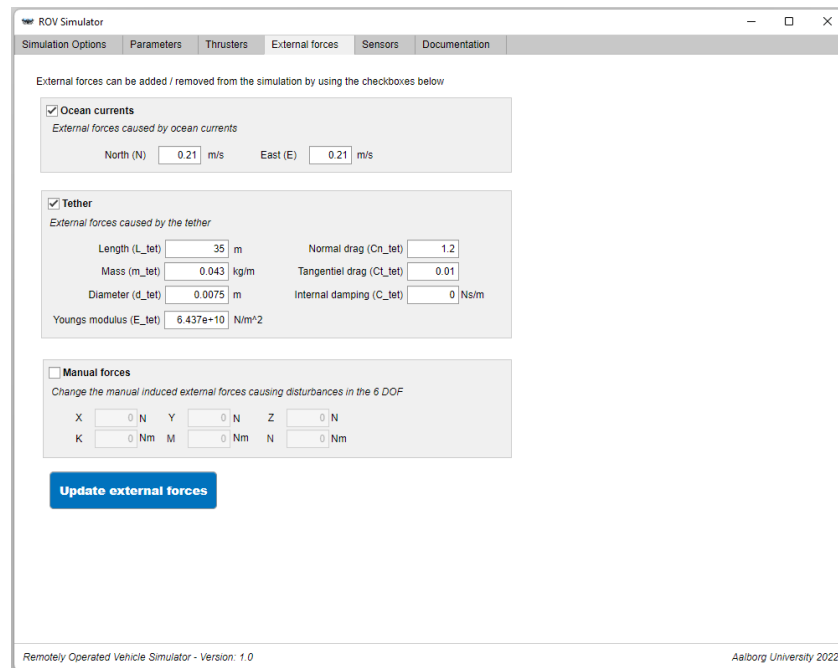 ROV Simulator
Simulation Options Parameters Thrusters External forces Sensors Documentation
External forces can be added / removed from the simulation by using the checkboxes below
Ocean currents
External forces caused by ocean currents
North (N) 0.21 m/s East (E) 0.21 m/s
Tether
External forces caused by the tether
Length (L_tet) 35 m Normal drag (Cn_tet) 1.2
Mass (m_tet) 0.043 kg/m Tangentiel drag (Ct_tet) 0.01
Diameter (d_tet) 0.0075 m Internal damping (C_tet) 0 Ns/m
Youngs modulus (E_tet) 6.437e+10 N/m^2
Manual forces
Change the manual induced external forces causing disturbances in the 6 DOF
X 0 N Y 0 N Z 0 N
K 0 Nm M 0 Nm N 0 Nm
Update external forces
Remotely Operated Vehicle Simulator - Version: 1.0 Aalborg University 2022